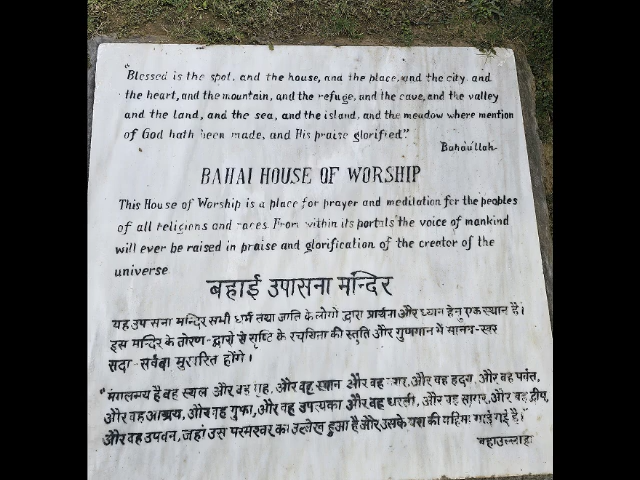 "Blessed is the spot, and the house, and the place, and the city, and
the heart, and the mountain, and the refuge, and the cave, and the valley
and the land, and the sea, and the island, and the meadow where mention
of God hath been made, and His praise glorified."
Baháu'llah
BAHAI HOUSE OF WORSHIP
This House of Worship is a place for prayer and meditation for the peoples
of all religions and races. From within its portals the voice of mankind
will ever be raised in praise and glorification of the creator of the
universe
बहाई उपासना मन्दिर
यह उपासना मन्दिर सभी धर्म तथा जाति के लोगो द्वारा प्रार्थना और ध्यान हेतु एक स्थान है।
इस मन्दिर के तोरण-द्वारो से सृष्टि के रचयिता की स्तुति और गुणगान में मानव-स्वर
सदा-सर्वदा मुखरित होंगे।
"मंगलमय है वह स्थल और वह गृह, और वह स्थान और वह नगर, और वह हृदय, और वह पर्वत,
और वह आश्रय, और वह गुफा, और वह उपत्यका और वह धरती, और वह सागर, और वह द्वीप,
और वह उपवन, जहां उस परमेश्वर का उल्लेख हुआ है और उसके यश की महिमा गाई गई है।"
बहाउल्लाह